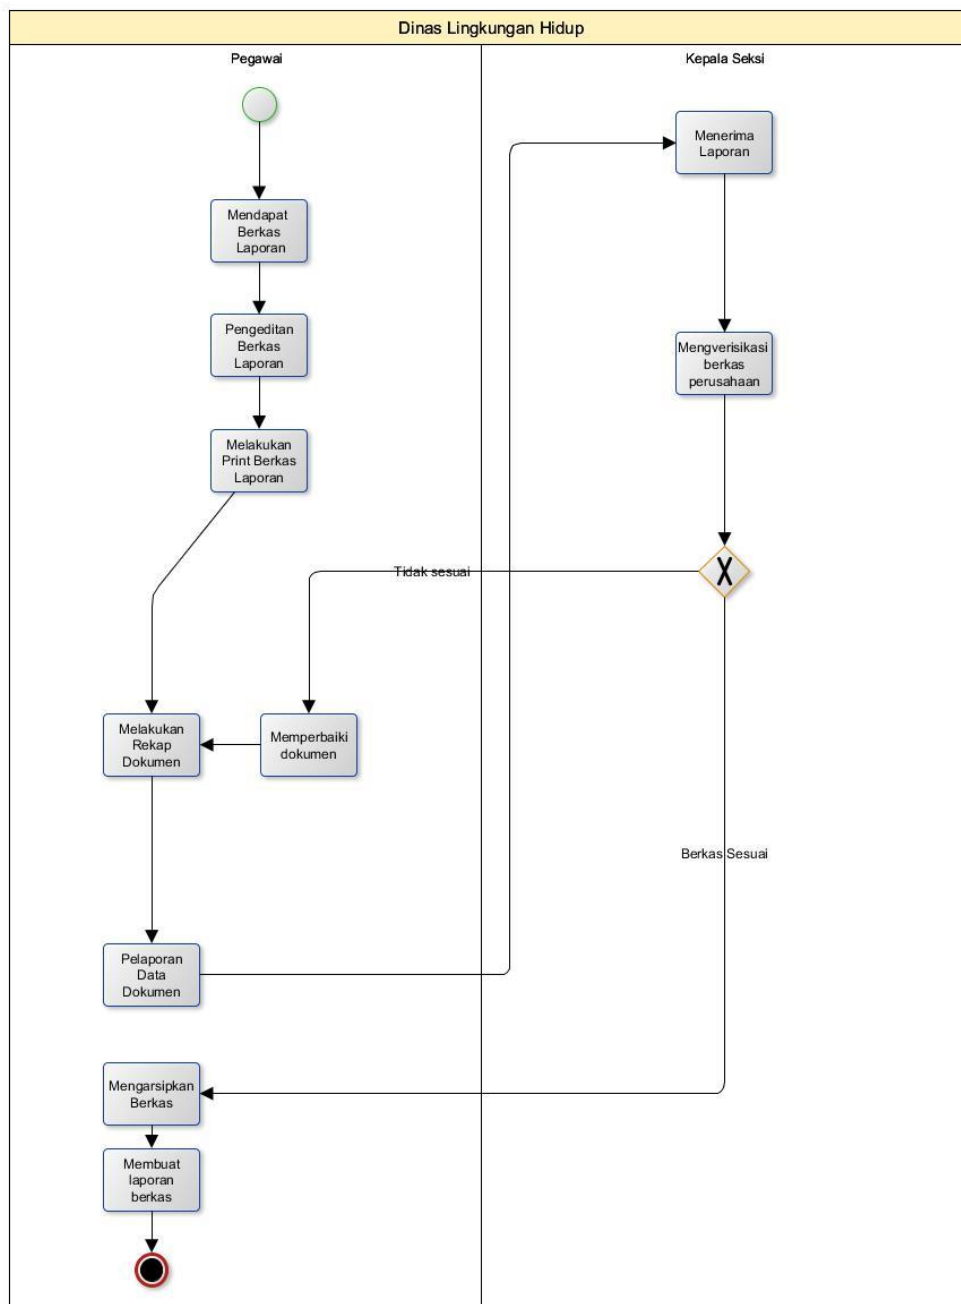 Dinas Lingkungan Hidup
Pegawai
Kepala Seksi
Mendapat
Berkas
Laporan
Pengeditan
Berkas
Laporan
Melakukan
Print Berkas
Laporan
Menerima
Laporan
Mengverisikasi
berkas
perusahaan
Tidak sesuai
X
Melakukan
Rekap
Dokumen
Memperbaiki
dokumen
Berkas Sesuai
Pelaporan
Data
Dokumen
Mengarsipkan
Berkas
Membuat
laporan
berkas